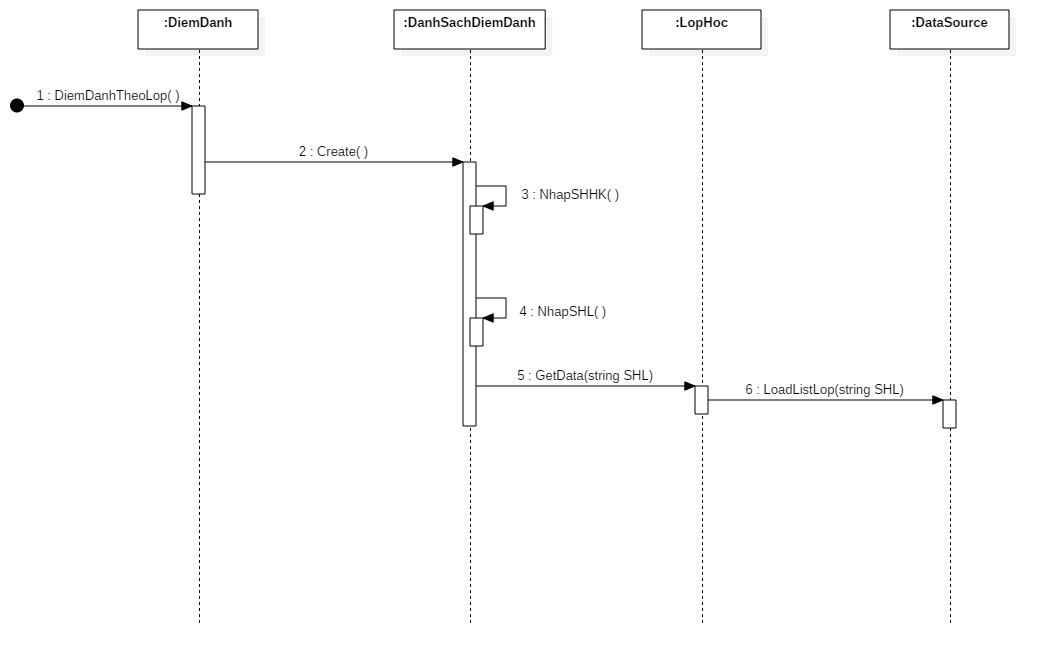 :DiemDanh
:DanhSachDiemDanh
:LopHoc
:DataSource
1 : DiemDanhTheoLop( )
2 : Create( )
3 : NhapSHHK( )
4 : NhapSHL( )
5 : GetData(string SHL)
6 : LoadListLop(string SHL)